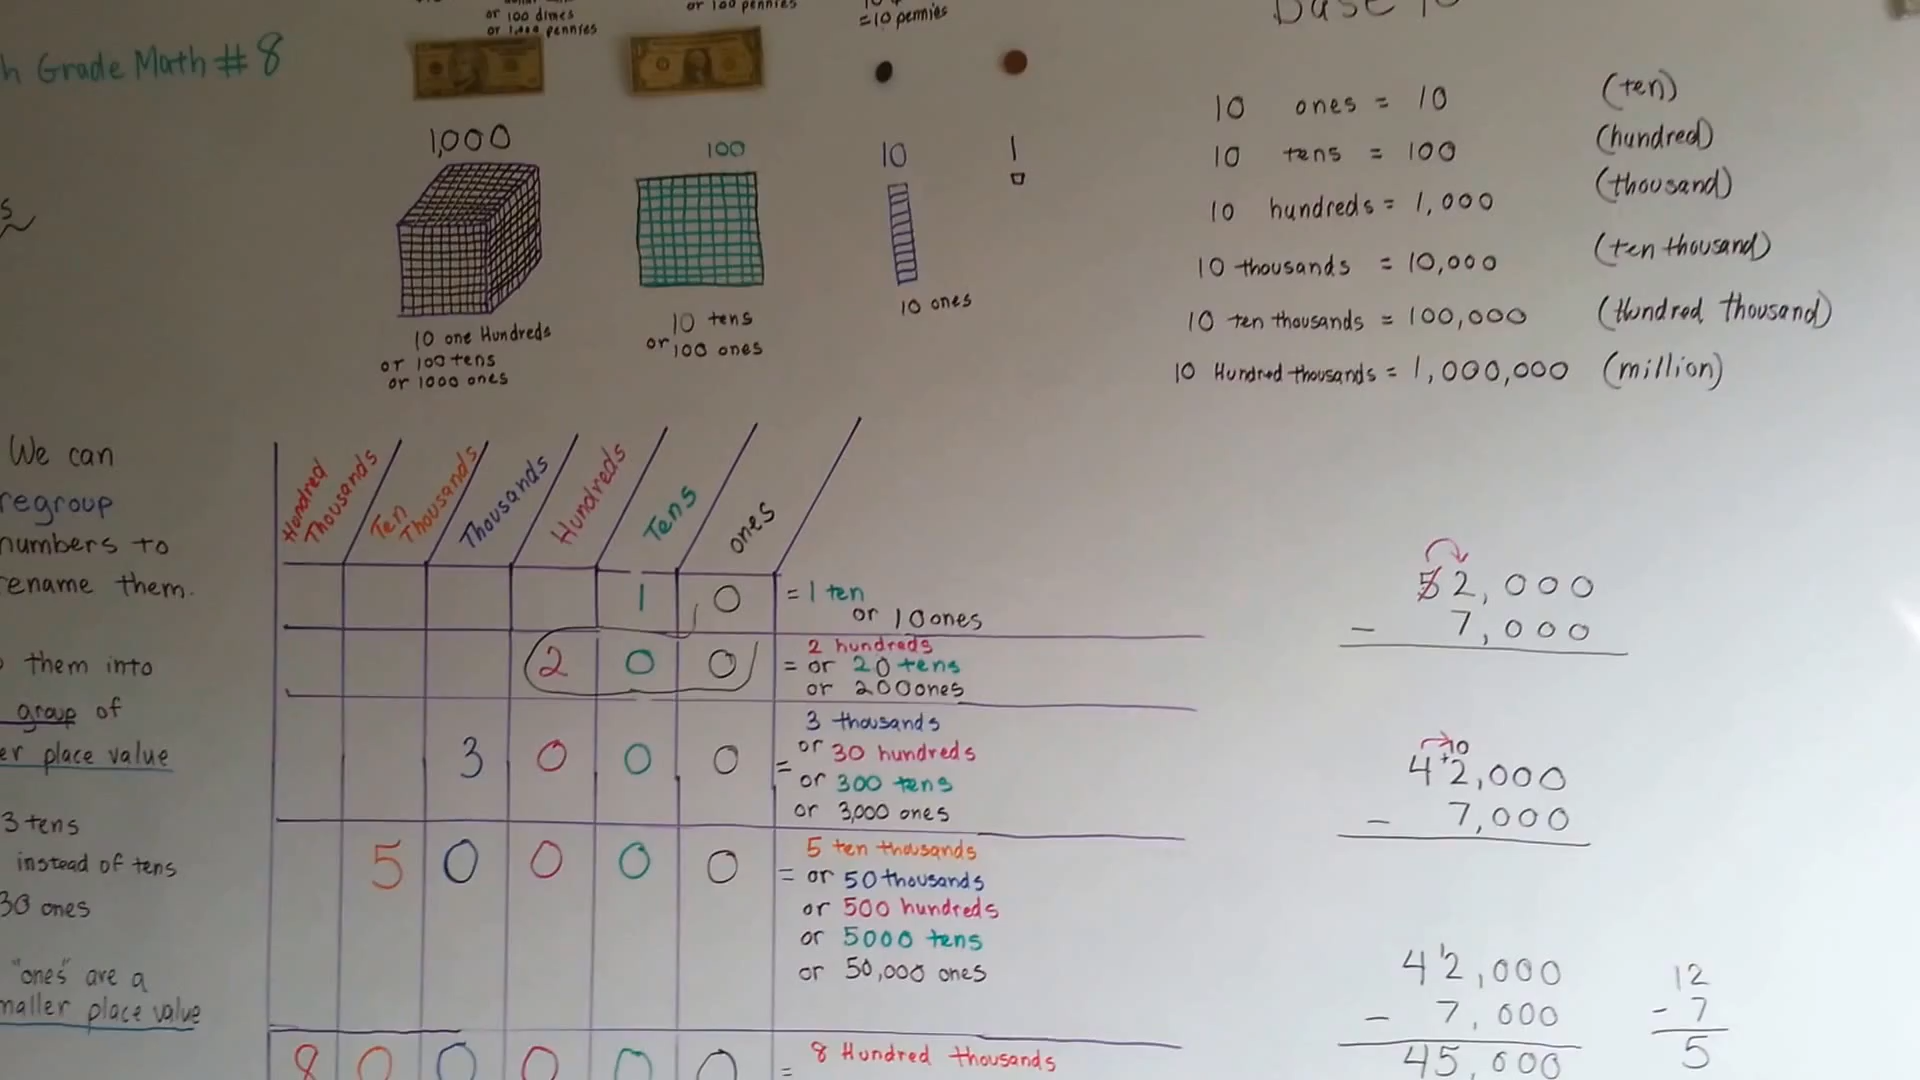 or 100 dimes
or 1,000 pennies
or 100 pennies
= 10 pennies
Base 10
h Grade Math # 8
1,000
100
10
1
10 one Hundreds
or 100 tens
or 1000 ones
10 tens
or 100 ones
10 ones
10 ones = 10 (ten)
10 tens = 100 (hundred)
10 hundreds = 1,000 (thousand)
10 thousands = 10,000 (ten thousand)
10 ten thousands = 100,000 (Hundred thousand)
10 Hundred thousands = 1,000,000 (million)
s
We can
regroup
numbers to
rename them.
them into
group of
er place value
3 tens
instead of tens
30 ones
"ones" are a
maller place value
Hundred Thousands
Ten Thousands
Thousands
Hundreds
Tens
ones
1 0 = 1 ten
or 10 ones
2 hundreds
2 0 0 = or 20 tens
or 200 ones
3 thousands
3 0 0 0 = or 30 hundreds
or 300 tens
or 3,000 ones
5 ten thousands
5 0 0 0 0 = or 50 thousands
or 500 hundreds
or 5000 tens
or 50,000 ones
8 0 0 0 0 0 = 8 Hundred thousands
52,000
- 7,000
10
4 +2,000
- 7,000
4 12,000
- 7,000
45,000
12
- 7
5